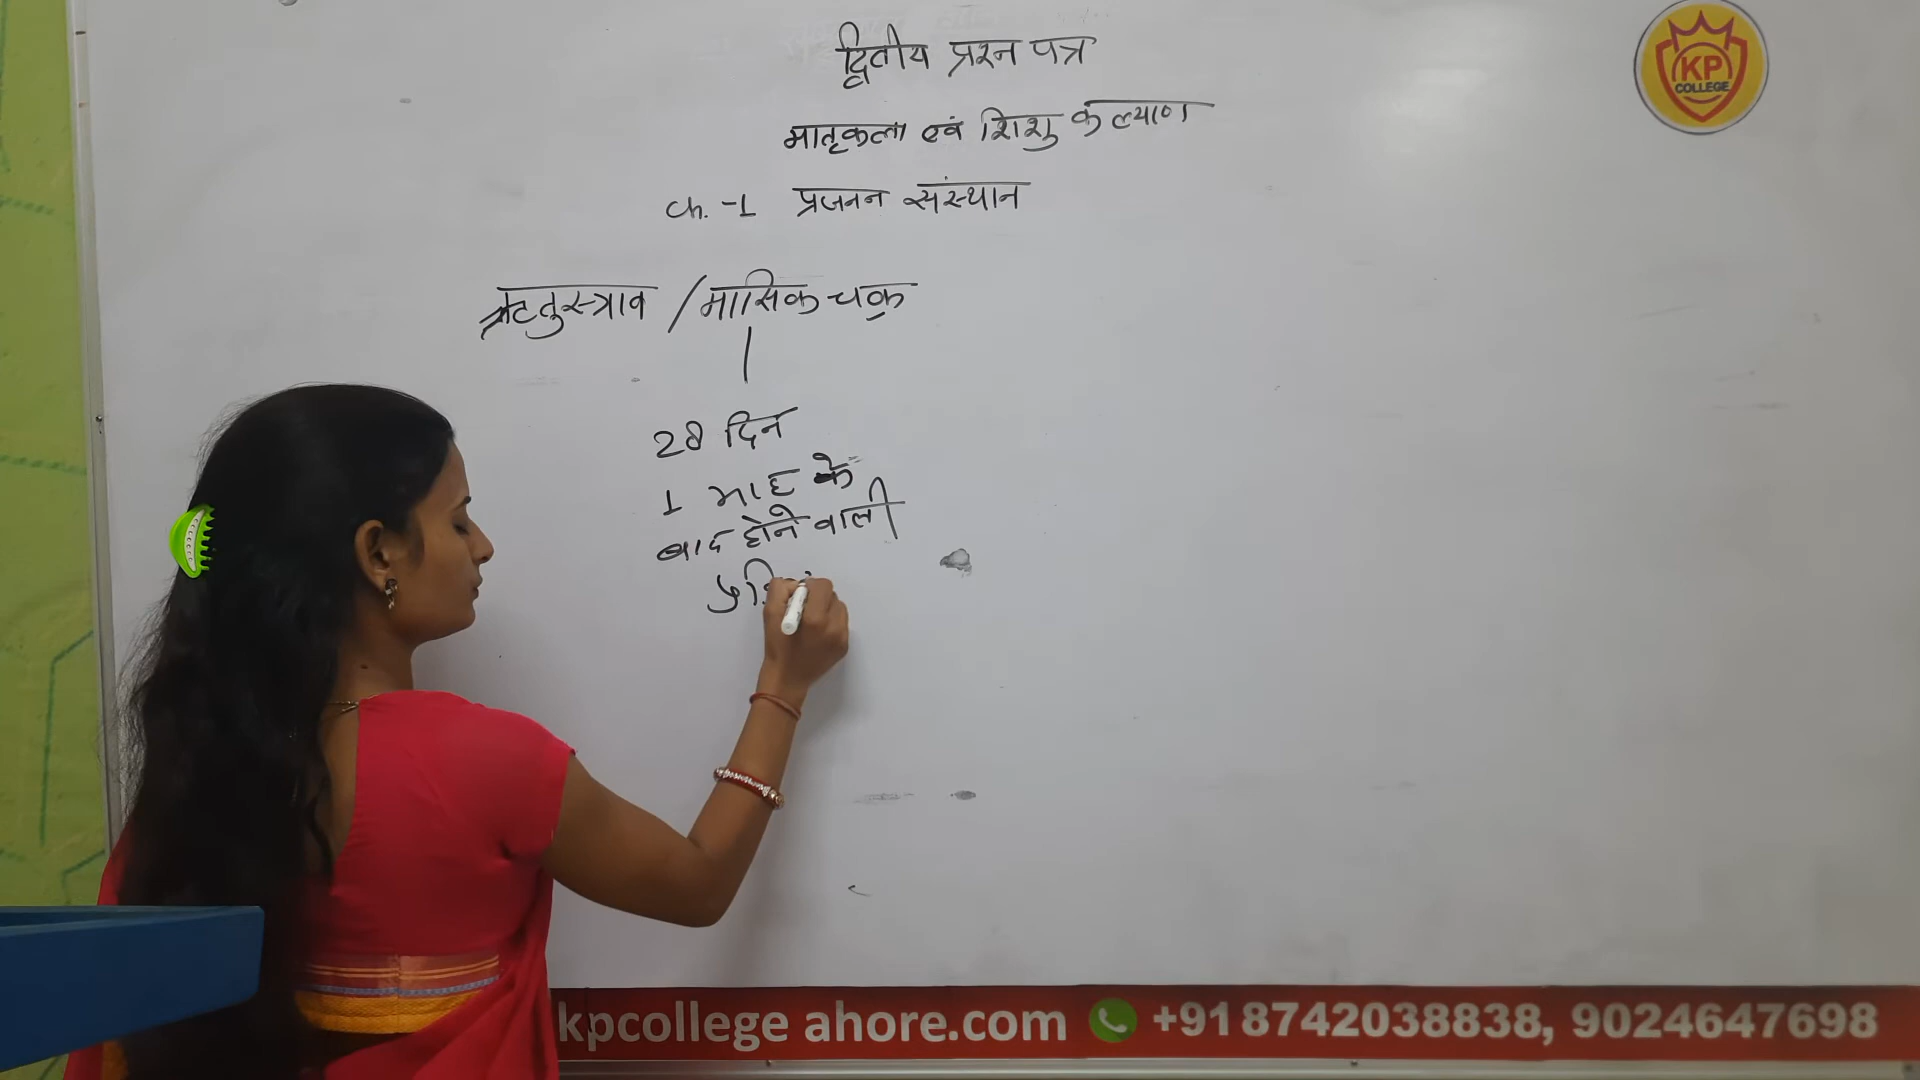 द्वितीय प्रश्न पत्र
मातृकला एवं शिशु कल्याण
Ch. -1 प्रजनन संस्थान
ऋतुस्त्राव / मासिक चक्र
28 दिन
1 माह के
बाद होने वाली
KP
COLLEGE
kpcollege ahore.com +91 8742038838, 9024647698